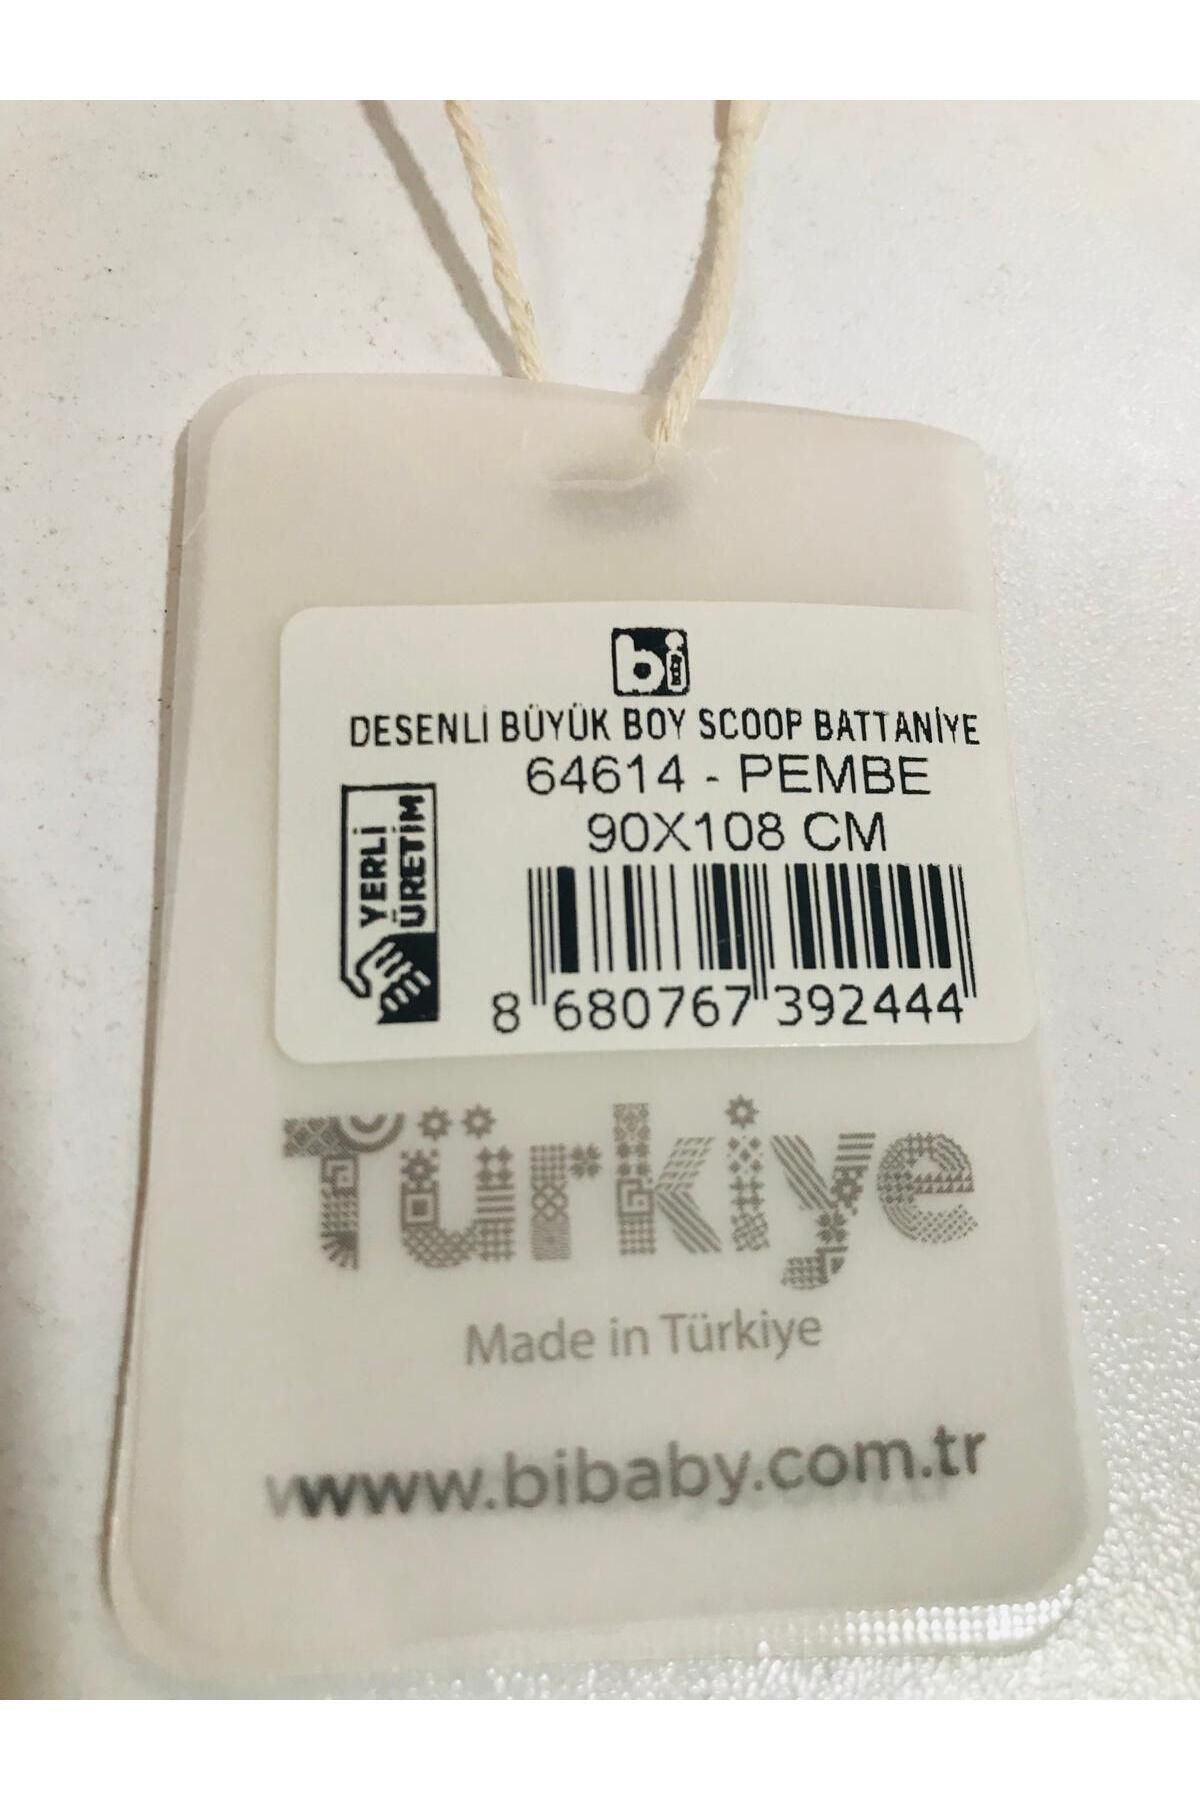 bi
DESENLİ BÜYÜK BOY SCOOP BATTANİYE
64614 - PEMBE
90X108 CM
YERLİ
ÜRETİM
8 680767 392444
Türkiye
Made in Türkiye
www.bibaby.com.tr